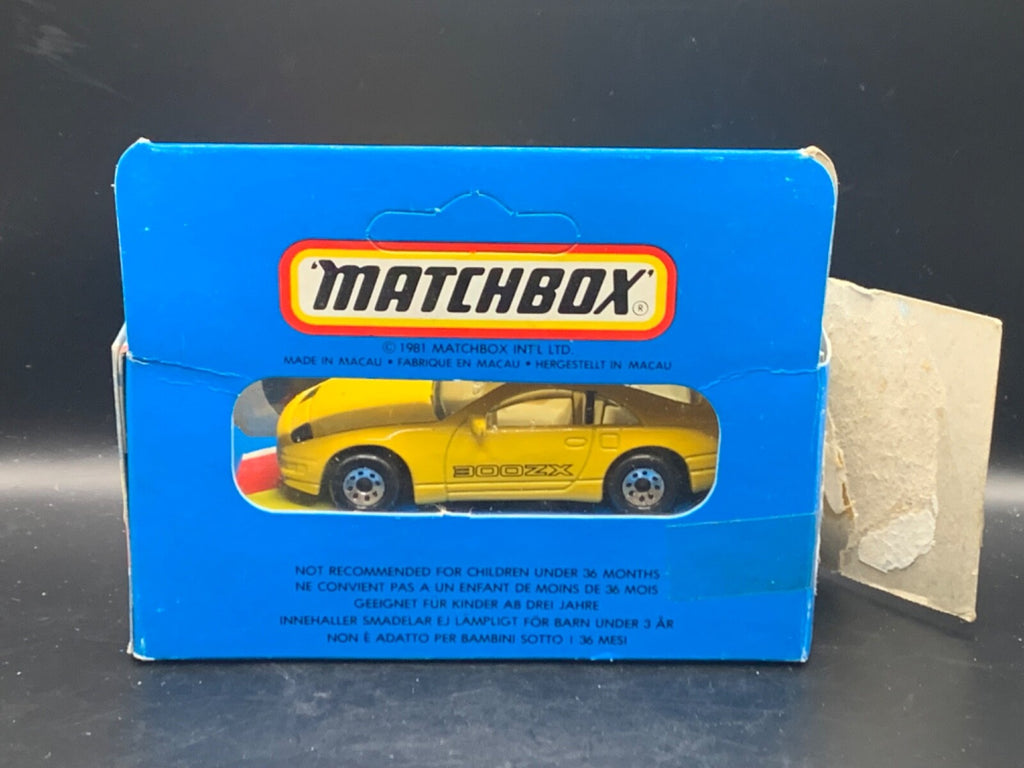 'MATCHBOX' ®
© 1981 MATCHBOX INT'L LTD.
MADE IN MACAU • FABRIQUE EN MACAU • HERGESTELLT IN MACAU
300ZX
NOT RECOMMENDED FOR CHILDREN UNDER 36 MONTHS
NE CONVIENT PAS A UN ENFANT DE MOINS DE 36 MOIS
GEEIGNET FUR KINDER AB DREI JAHRE
INNEHALLER SMADELAR EJ LÄMPLIGT FÖR BARN UNDER 3 ÅR
NON È ADATTO PER BAMBINI SOTTO I 36 MESI